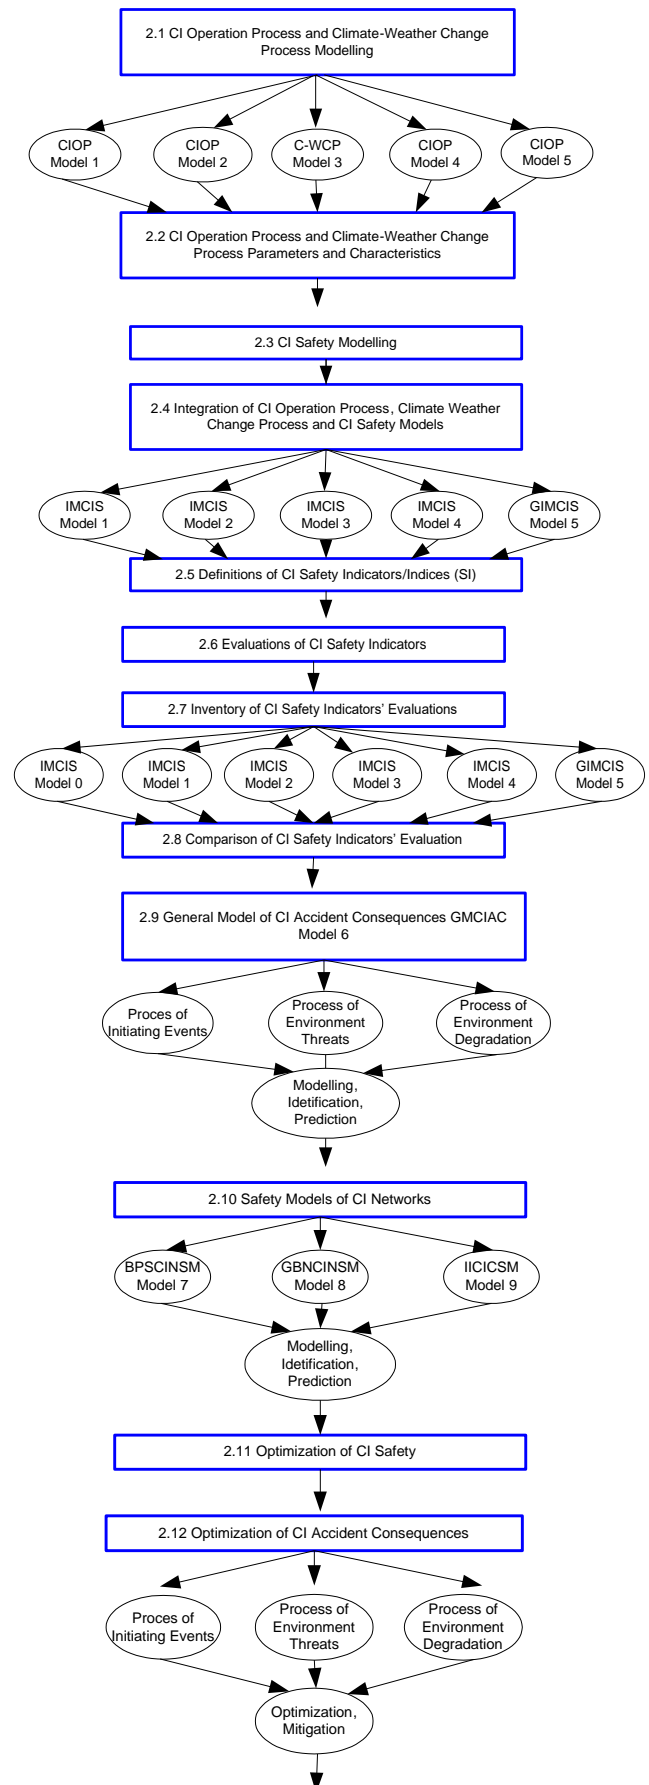 2.1 CI Operation Process and Climate-Weather Change
Process Modelling
CIOP
Model 1
CIOP
Model 2
C-WCP
Model 3
CIOP
Model 4
CIOP
Model 5
2.2 CI Operation Process and Climate-Weather Change
Process Parameters and Characteristics
2.3 CI Safety Modelling
2.4 Integration of CI Operation Process, Climate Weather
Change Process and CI Safety Models
IMCIS
Model 1
IMCIS
Model 2
IMCIS
Model 3
IMCIS
Model 4
GIMCIS
Model 5
2.5 Definitions of CI Safety Indicators/Indices (SI)
2.6 Evaluations of CI Safety Indicators
2.7 Inventory of CI Safety Indicators’ Evaluations
IMCIS
Model 0
IMCIS
Model 1
IMCIS
Model 2
IMCIS
Model 3
IMCIS
Model 4
GIMCIS
Model 5
2.8 Comparison of CI Safety Indicators’ Evaluation
2.9 General Model of CI Accident Consequences GMCIAC
Model 6
Proces of
Initiating Events
Process of
Environment
Threats
Process of
Environment
Degradation
Modelling,
Idetification,
Prediction
2.10 Safety Models of CI Networks
BPSCINSM
Model 7
GBNCINSM
Model 8
IICICSM
Model 9
Modelling,
Idetification,
Prediction
2.11 Optimization of CI Safety
2.12 Optimization of CI Accident Consequences
Proces of
Initiating Events
Process of
Environment
Threats
Process of
Environment
Degradation
Optimization,
Mitigation